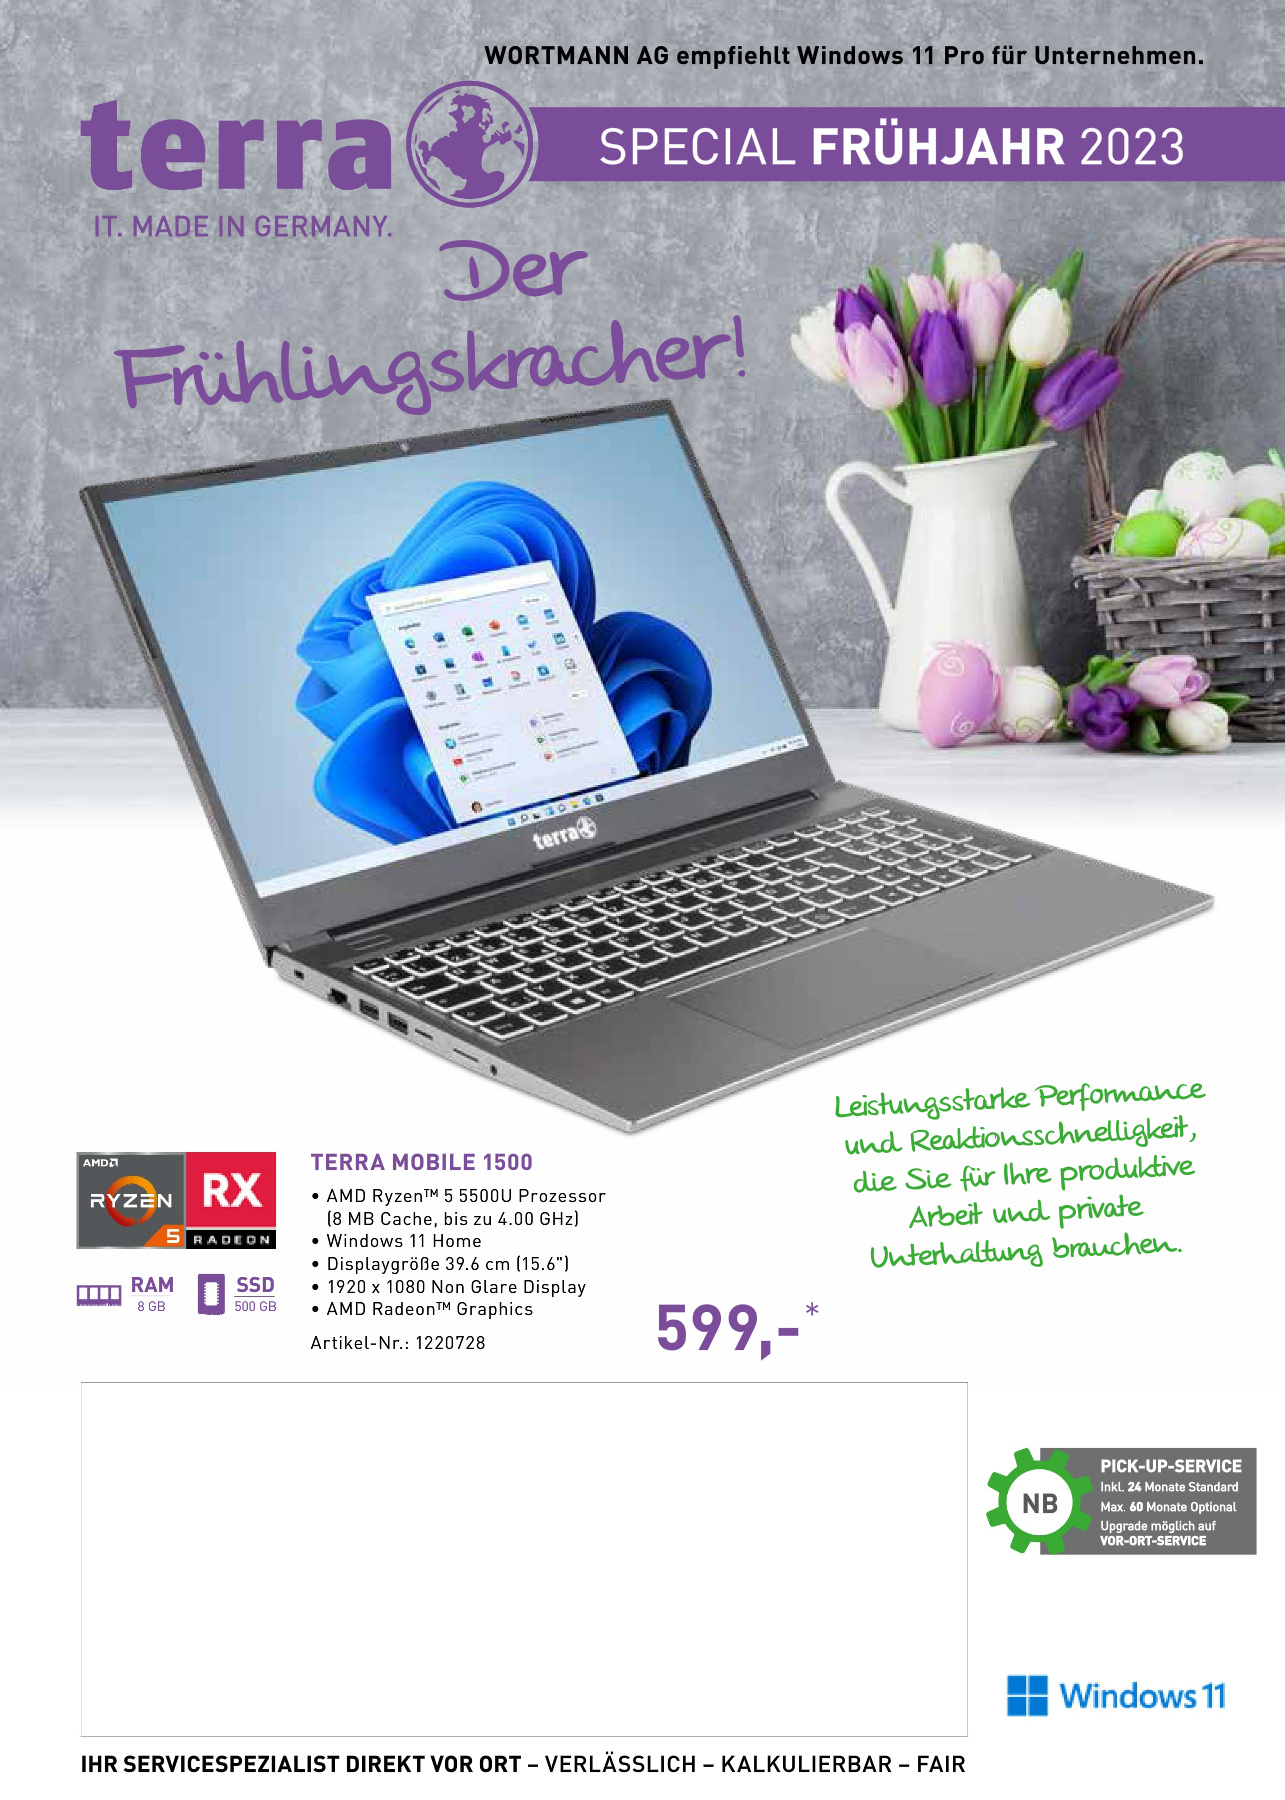 WORTMANN AG empfiehlt Windows 11 Pro für Unternehmen.
terra
SPECIAL FRÜHJAHR 2023
IT. MADE IN GERMANY.
Der
Frühlingskracher!
terra
Leistungsstarke Performance
und Reaktionsschnelligkeit,
die Sie für Ihre produktive
Arbeit und private
Unterhaltung brauchen.
AMD
RYZEN
5
RX
RADEON
RAM
8 GB
SSD
500 GB
TERRA MOBILE 1500
• AMD Ryzen™ 5 5500U Prozessor
(8 MB Cache, bis zu 4.00 GHz)
• Windows 11 Home
• Displaygröße 39.6 cm (15.6")
• 1920 x 1080 Non Glare Display
• AMD Radeon™ Graphics
Artikel-Nr.: 1220728
599,-*
NB
PICK-UP-SERVICE
Inkl. 24 Monate Standard
Max. 60 Monate Optional
Upgrade möglich auf
VOR-ORT-SERVICE
Windows 11
IHR SERVICESPEZIALIST DIREKT VOR ORT – VERLÄSSLICH – KALKULIERBAR – FAIR